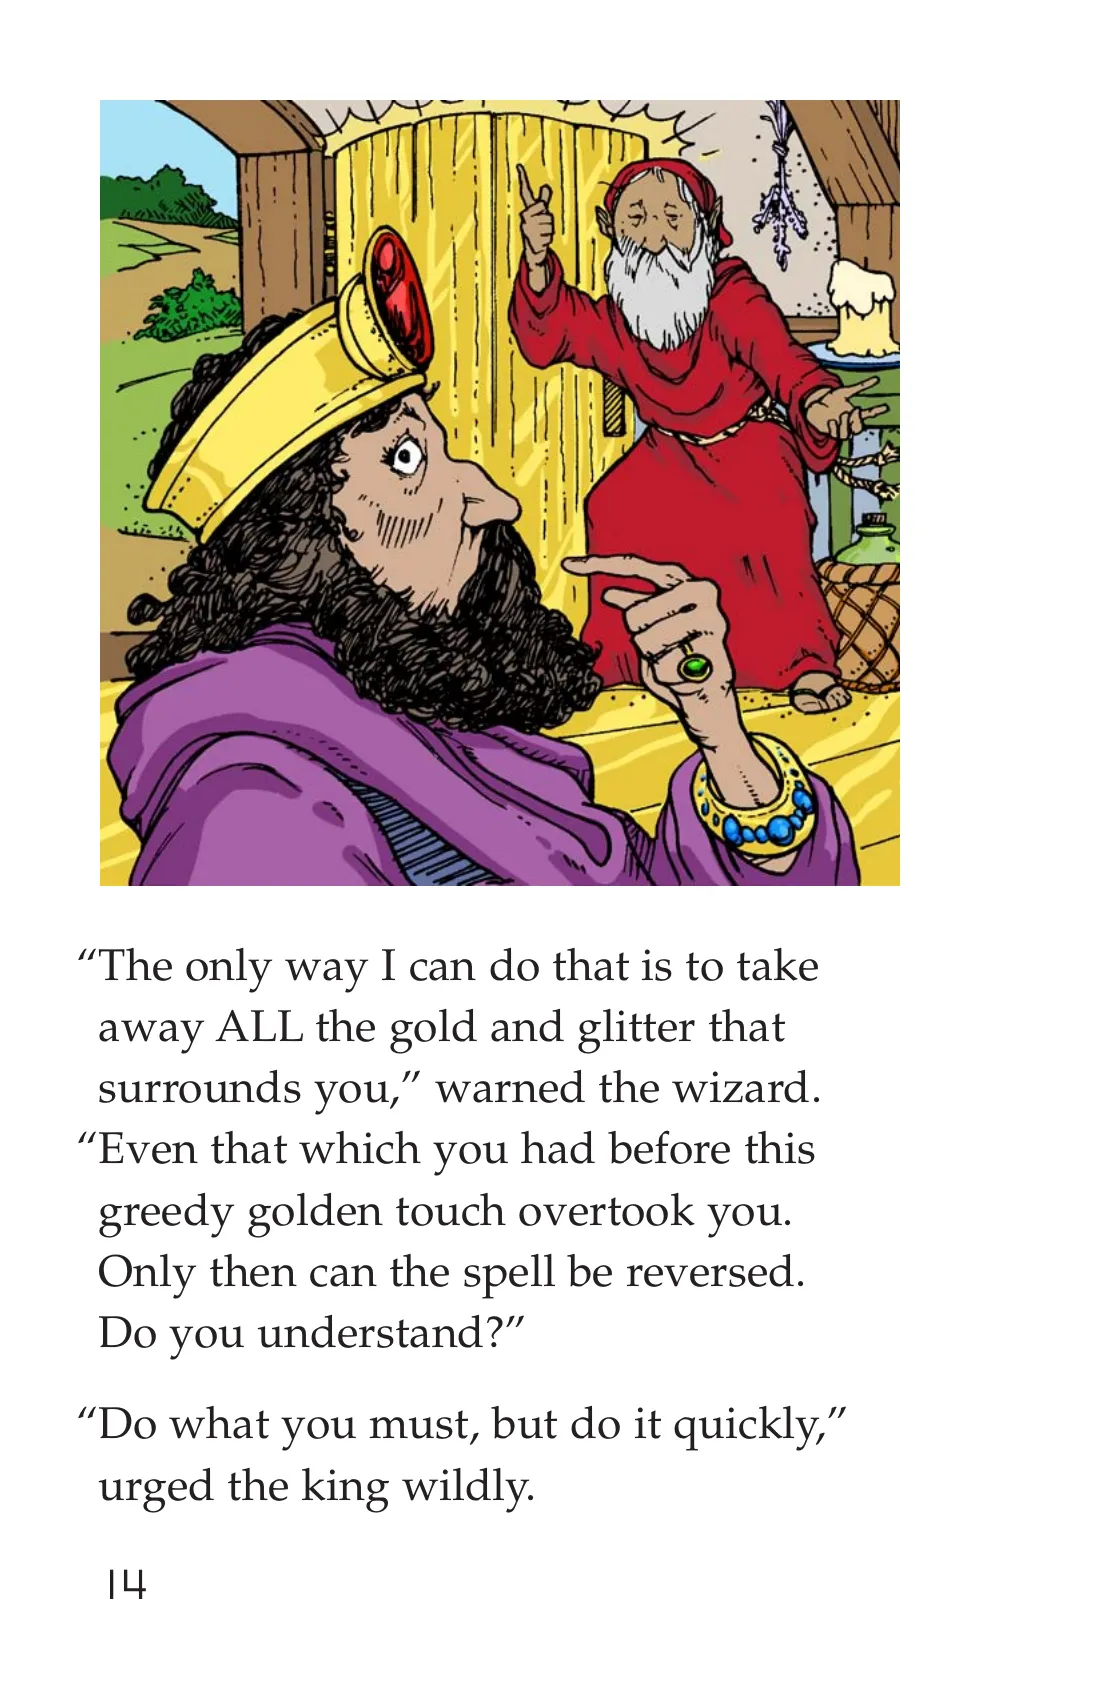 “The only way I can do that is to take
away ALL the gold and glitter that
surrounds you,” warned the wizard.
“Even that which you had before this
greedy golden touch overtook you.
Only then can the spell be reversed.
Do you understand?”
“Do what you must, but do it quickly,”
urged the king wildly.
14